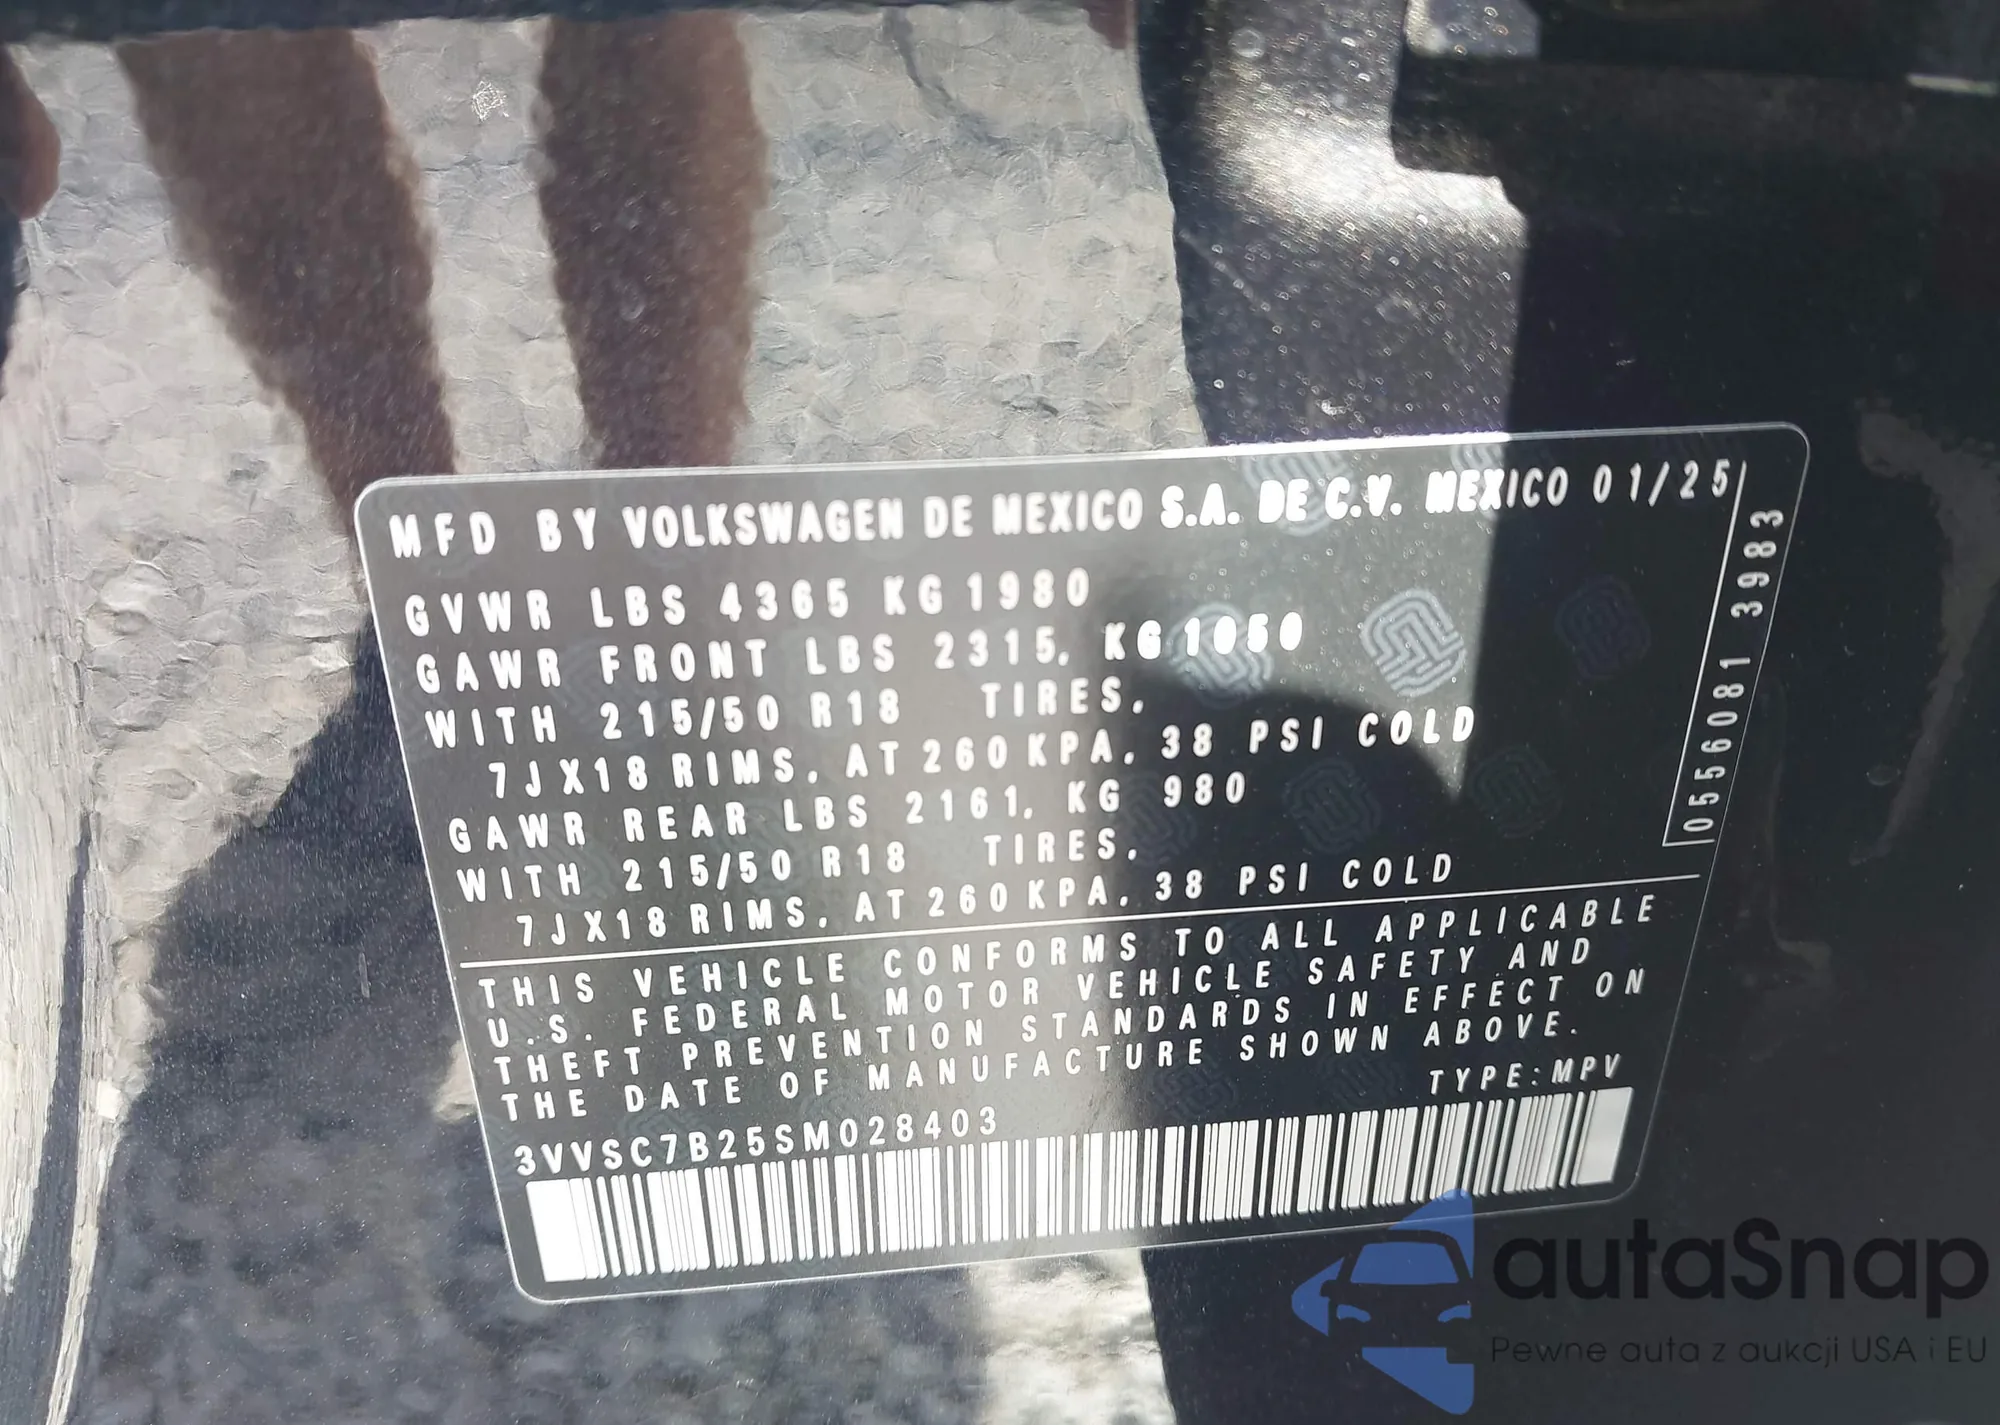 MFD BY VOLKSWAGEN DE MEXICO S.A. DE C.V. MEXICO 01/25
GVWR LBS 4365 KG 1980
GAWR FRONT LBS 2315, KG 1050
WITH 215/50 R18 TIRES,
7JX18 RIMS, AT 260 KPA, 38 PSI COLD
GAWR REAR LBS 2161, KG 980
WITH 215/50 R18 TIRES,
7JX18 RIMS, AT 260 KPA, 38 PSI COLD
0556081 3983
THIS VEHICLE CONFORMS TO ALL APPLICABLE
U.S. FEDERAL MOTOR VEHICLE SAFETY AND
THEFT PREVENTION STANDARDS IN EFFECT ON
THE DATE OF MANUFACTURE SHOWN ABOVE.
TYPE:MPV
3VVSC7B25SM028403
autaSnap
Pewne auta z aukcji USA i EU